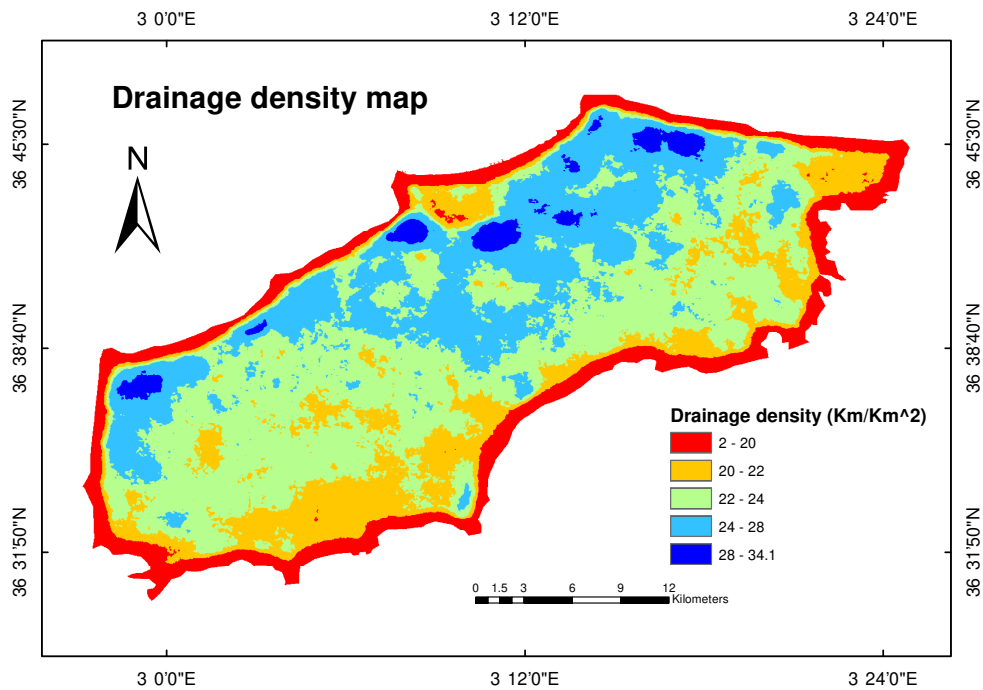 3 0'0"E 3 12'0"E 3 24'0"E
Drainage density map
N
36 45'30"N 36 45'30"N
36 38'40"N 36 38'40"N
36 31'50"N 36 31'50"N
Drainage density (Km/Km^2)
2 - 20
20 - 22
22 - 24
24 - 28
28 - 34.1
0 1.5 3 6 9 12
Kilometers
3 0'0"E 3 12'0"E 3 24'0"E